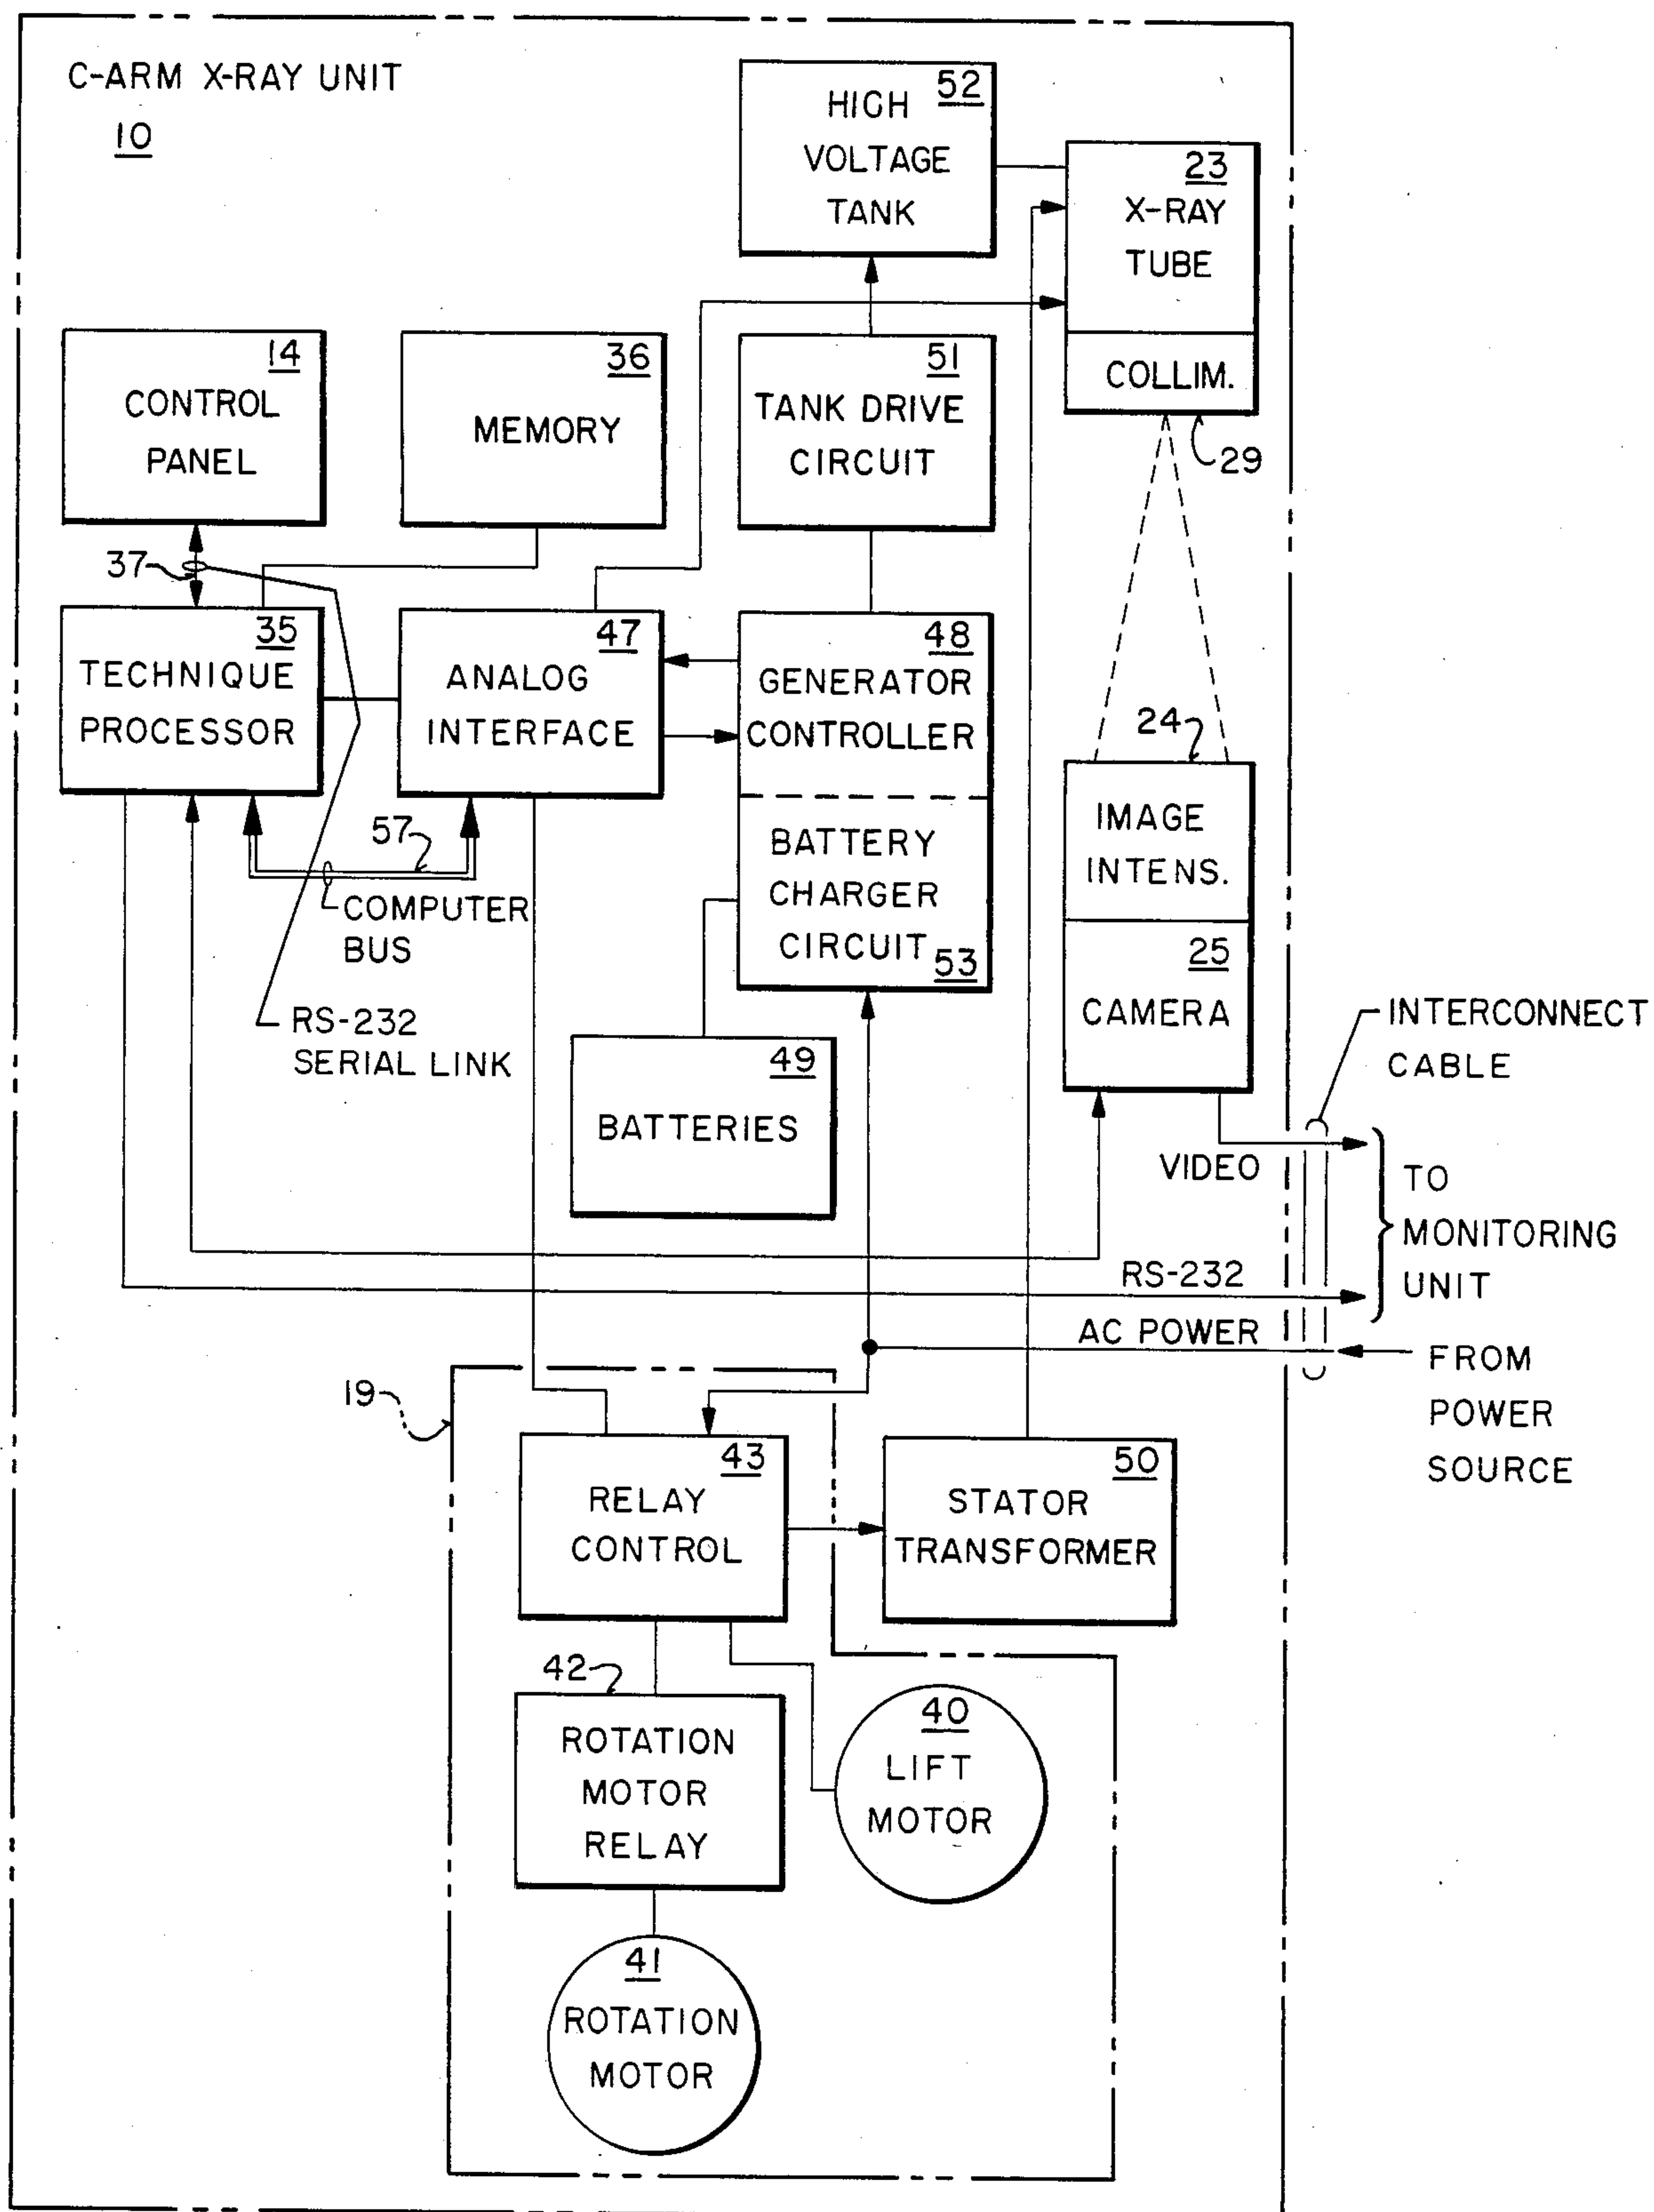 C-ARM X-RAY UNIT
10
52
HIGH
VOLTAGE
TANK
23
X-RAY
TUBE
COLLIM.
29
14
CONTROL
PANEL
36
MEMORY
51
TANK DRIVE
CIRCUIT
37
35
TECHNIQUE
PROCESSOR
47
ANALOG
INTERFACE
48
GENERATOR
CONTROLLER
BATTERY
CHARGER
CIRCUIT
53
24
IMAGE
INTENS.
25
CAMERA
57
COMPUTER
BUS
RS-232
SERIAL LINK
49
BATTERIES
INTERCONNECT
CABLE
VIDEO
TO
MONITORING
UNIT
RS-232
AC POWER
FROM
POWER
SOURCE
19
43
RELAY
CONTROL
50
STATOR
TRANSFORMER
42
ROTATION
MOTOR
RELAY
40
LIFT
MOTOR
41
ROTATION
MOTOR